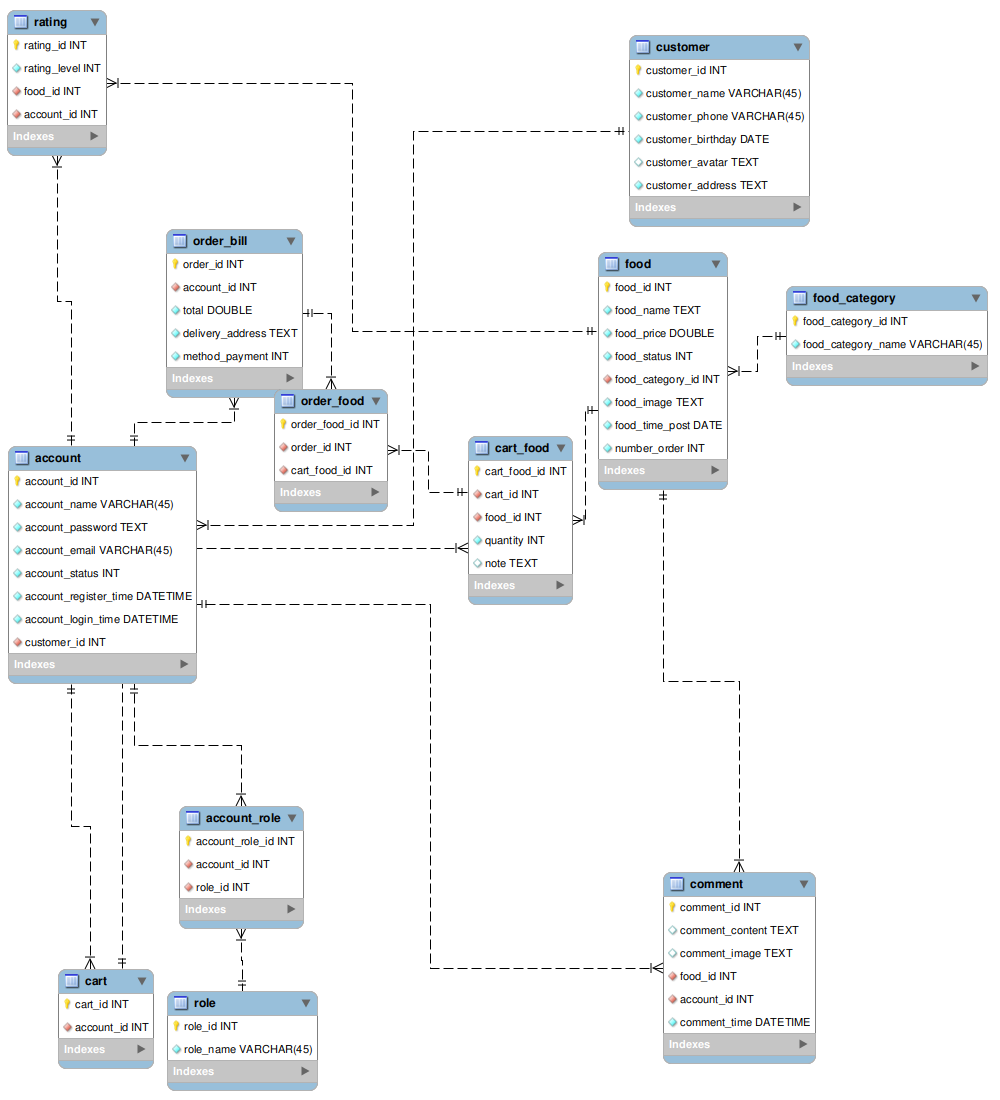 rating
rating_id INT
rating_level INT
food_id INT
account_id INT
Indexes
customer
customer_id INT
customer_name VARCHAR(45)
customer_phone VARCHAR(45)
customer_birthday DATE
customer_avatar TEXT
customer_address TEXT
Indexes
order_bill
order_id INT
account_id INT
total DOUBLE
delivery_address TEXT
method_payment INT
Indexes
food
food_id INT
food_name TEXT
food_price DOUBLE
food_status INT
food_category_id INT
food_image TEXT
food_time_post DATE
number_order INT
Indexes
food_category
food_category_id INT
food_category_name VARCHAR(45)
Indexes
order_food
order_food_id INT
order_id INT
cart_food_id INT
Indexes
cart_food
cart_food_id INT
cart_id INT
food_id INT
quantity INT
note TEXT
Indexes
account
account_id INT
account_name VARCHAR(45)
account_password TEXT
account_email VARCHAR(45)
account_status INT
account_register_time DATETIME
account_login_time DATETIME
customer_id INT
Indexes
account_role
account_role_id INT
account_id INT
role_id INT
Indexes
comment
comment_id INT
comment_content TEXT
comment_image TEXT
food_id INT
account_id INT
comment_time DATETIME
Indexes
cart
cart_id INT
account_id INT
Indexes
role
role_id INT
role_name VARCHAR(45)
Indexes